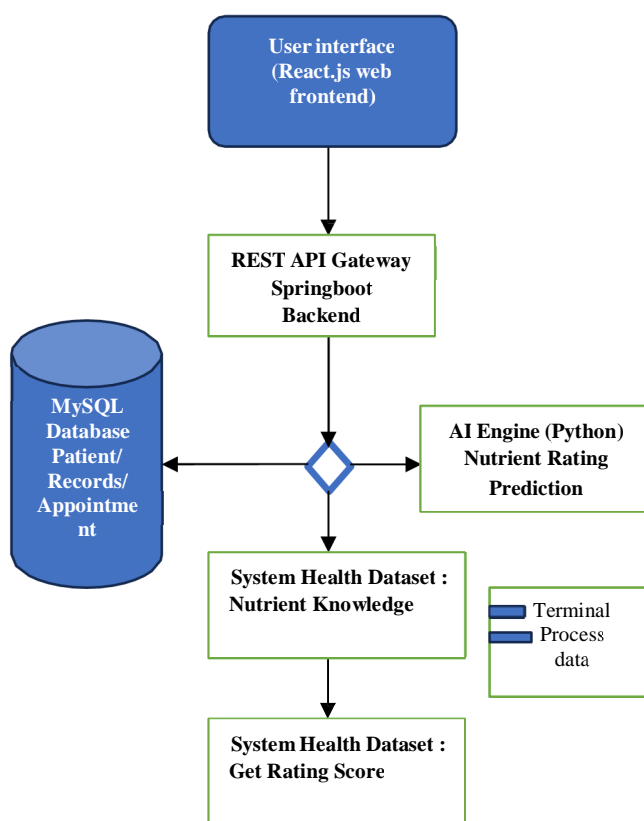 User interface
(React.js web
frontend)
REST API Gateway
Springboot
Backend
MySQL
Database
Patient/
Records/
Appointme
nt
AI Engine (Python)
Nutrient Rating
Prediction
System Health Dataset :
Nutrient Knowledge
Terminal
Process
data
System Health Dataset :
Get Rating Score